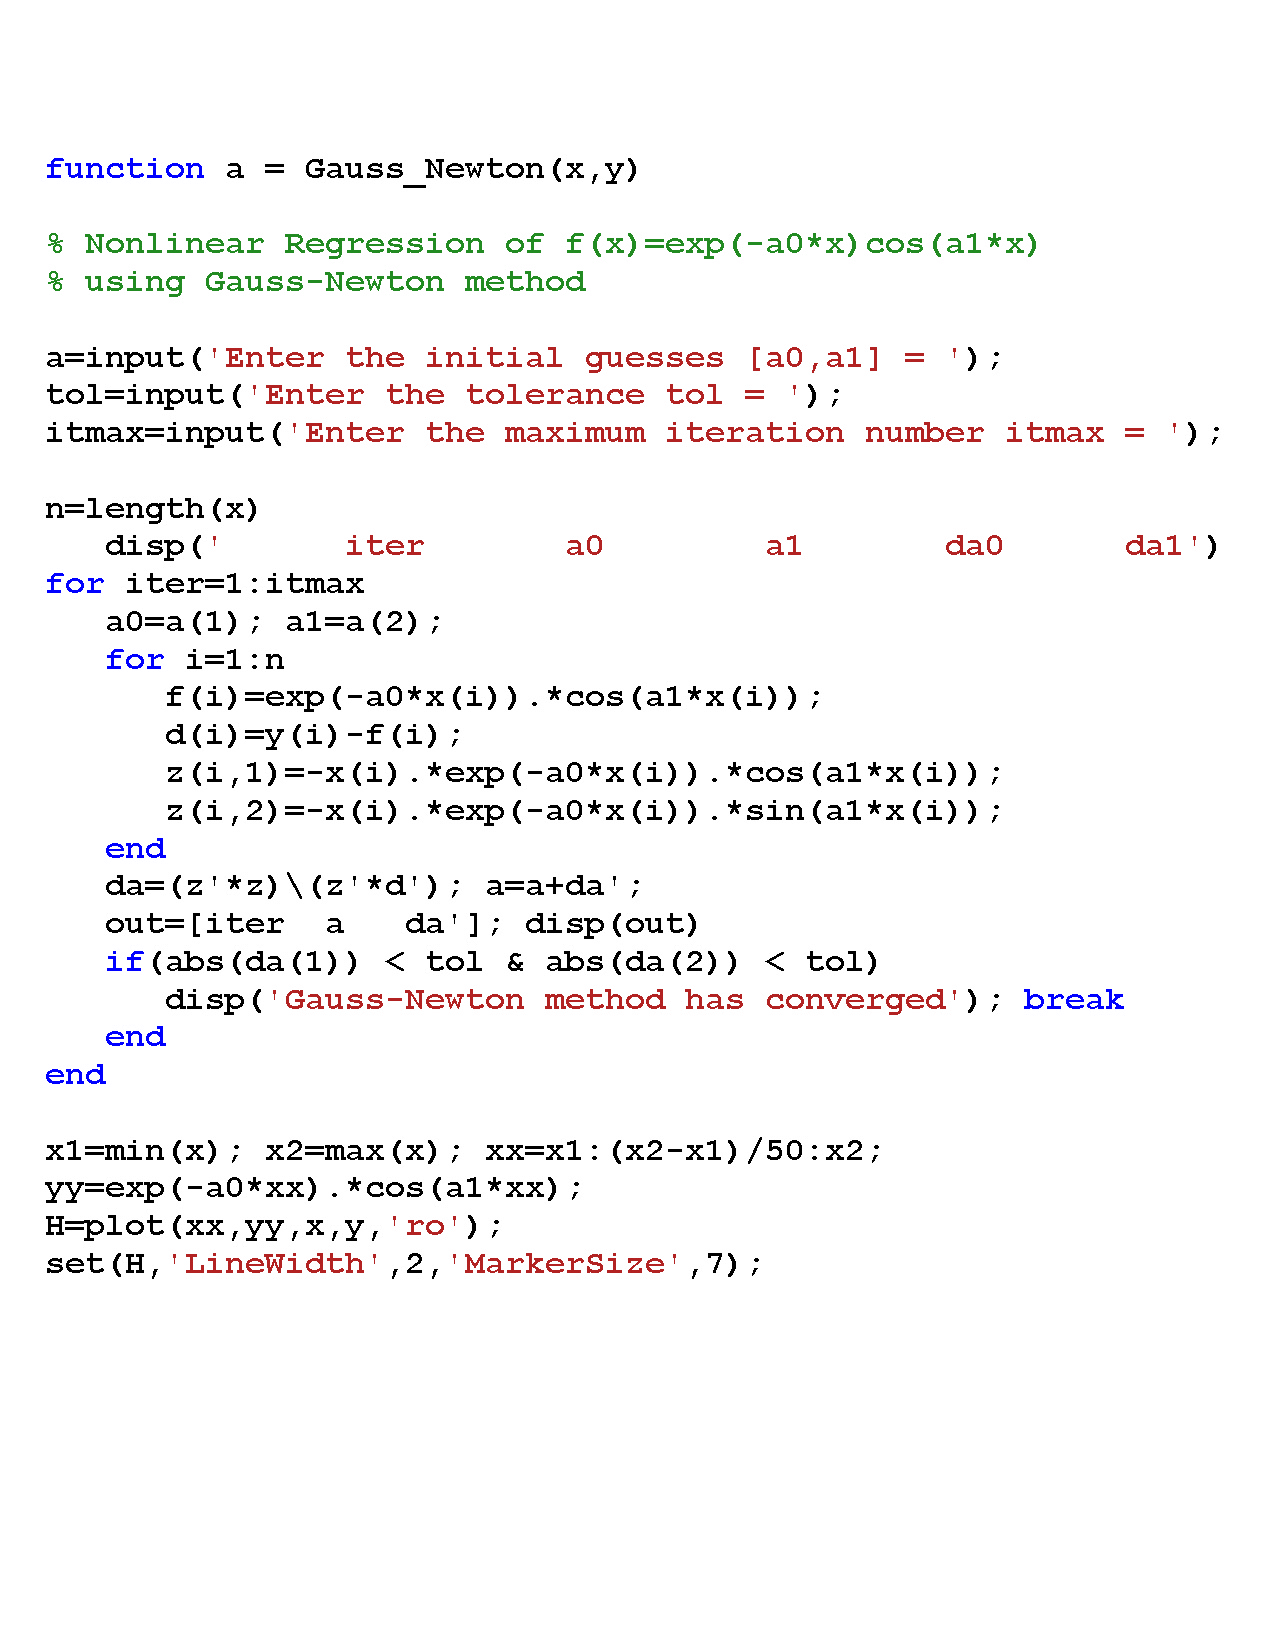 function a = Gauss_Newton(x,y)
% Nonlinear Regression of f(x)=exp(-a0*x)cos(a1*x)
% using Gauss-Newton method
a=input('Enter the initial guesses [a0,a1] = ');
tol=input('Enter the tolerance tol = ');
itmax=input('Enter the maximum iteration number itmax = ');
n=length(x)
   disp('      iter       a0        a1       da0      da1')
for iter=1:itmax
   a0=a(1); a1=a(2);
   for i=1:n
      f(i)=exp(-a0*x(i)).*cos(a1*x(i));
      d(i)=y(i)-f(i);
      z(i,1)=-x(i).*exp(-a0*x(i)).*cos(a1*x(i));
      z(i,2)=-x(i).*exp(-a0*x(i)).*sin(a1*x(i));
   end
   da=(z'*z)\(z'*d'); a=a+da';
   out=[iter  a   da']; disp(out)
   if(abs(da(1)) < tol & abs(da(2)) < tol)
      disp('Gauss-Newton method has converged'); break
   end
end
x1=min(x); x2=max(x); xx=x1:(x2-x1)/50:x2;
yy=exp(-a0*xx).*cos(a1*xx);
H=plot(xx,yy,x,y,'ro');
set(H,'LineWidth',2,'MarkerSize',7);